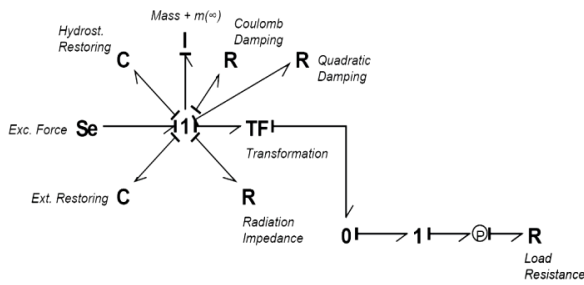 Mass + m(∞)
I
Hydrost.
Restoring
C
Coulomb
Damping
R
R
Quadratic
Damping
Exc. Force
Se
1
TF
Transformation
Ext. Restoring
C
R
Radiation
Impedance
0
1
P
R
Load
Resistance